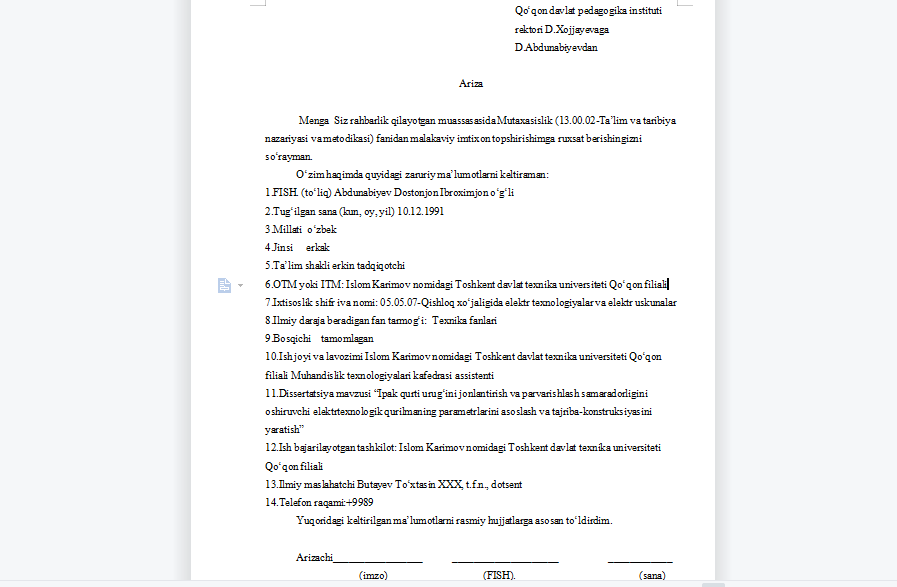 Qo‘qon davlat pedagogika instituti
rektori D.Xojjayevaga
D.Abdunabiyevdan
Ariza
Menga Siz rahbarlik qilayotgan muassasasida Mutaxasislik (13.00.02-Ta’lim va taribiya
nazariyasi va metodikasi) fanidan malakaviy imtixon topshirishimga ruxsat berishingizni
so‘rayman.
O‘zim haqimda quyidagi zaruriy ma’lumotlarni keltiraman:
1.FISH. (to‘liq) Abdunabiyev Dostonjon Ibroximjon o‘g‘li
2.Tug‘ilgan sana (kun, oy, yil) 10.12.1991
3.Millati o‘zbek
4.Jinsi erkak
5.Ta’lim shakli erkin tadqiqotchi
6.OTM yoki ITM: Islom Karimov nomidagi Toshkent davlat texnika universiteti Qo‘qon filiali
7.Ixtisoslik shifr iva nomi: 05.05.07-Qishloq xo‘jaligida elektr texnologiyalar va elektr uskunalar
8.Ilmiy daraja beradigan fan tarmog‘i: Texnika fanlari
9.Bosqichi tamomlagan
10.Ish joyi va lavozimi Islom Karimov nomidagi Toshkent davlat texnika universiteti Qo‘qon
filiali Muhandislik texnologiyalari kafedrasi assistenti
11.Dissertatsiya mavzusi “Ipak qurti urug‘ini jonlantirish va parvarishlash samaradorligini
oshiruvchi elektrtexnologik qurilmaning parametrlarini asoslash va tajriba-konstruksiyasini
yaratish”
12.Ish bajarilayotgan tashkilot: Islom Karimov nomidagi Toshkent davlat texnika universiteti
Qo‘qon filiali
13.Ilmiy maslahatchi Butayev To‘xtasin XXX, t.f.n., dotsent
14.Telefon raqami:+9989
Yuqoridagi keltirilgan ma’lumotlarni rasmiy hujjatlarga asosan to‘ldirdim.
Arizachi__________________ ______________________ _____________
(imzo) (FISH). (sana)